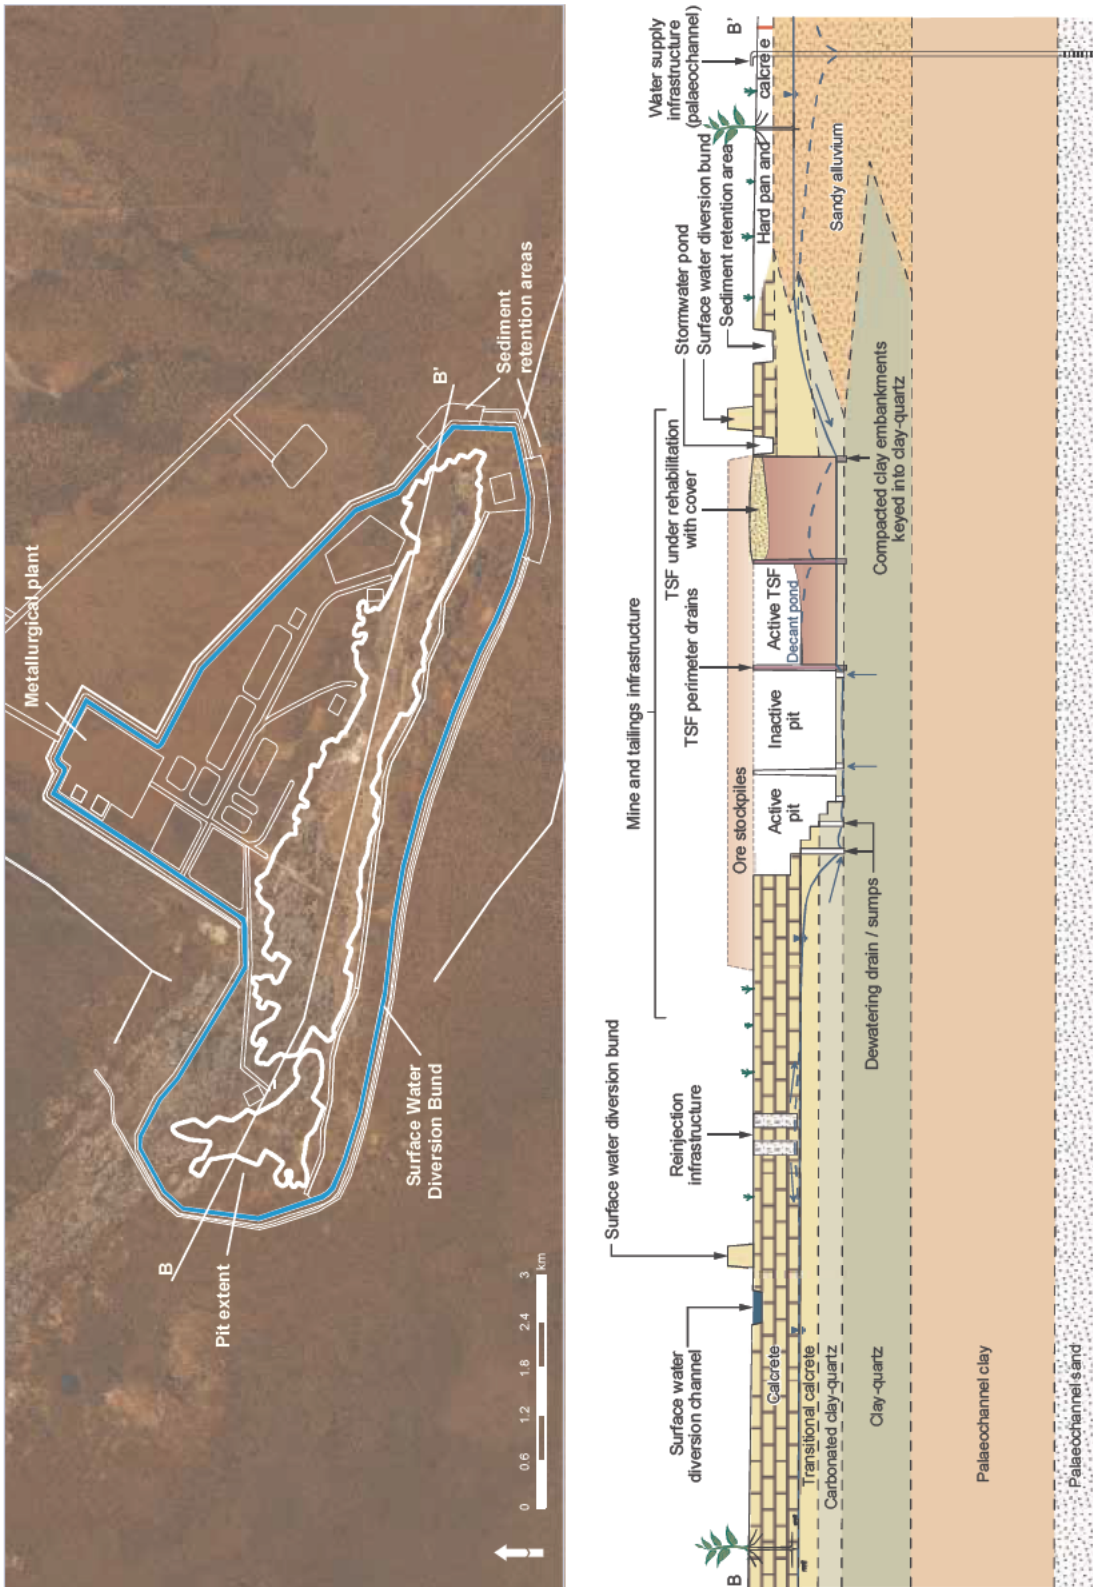 Metallurgical plant
B'
Sediment
retention areas
Surface Water
Diversion Bund
B
Pit extent
0
0.6
1.2
1.8
2.4
3
km
Water supply
infrastructure
(palaeochannel)
B'
Surface water diversion bund
Sediment retention area
Stormwater pond
Hard pan and calcrete
Sandy alluvium
Mine and tailings infrastructure
TSF under rehabilitation
with cover
TSF perimeter drains
Compacted clay embankments
keyed into clay-quartz
Active TSF
Decant pond
Inactive
pit
Active
pit
Ore stockpiles
Dewatering drain / sumps
Reinjection
infrastructure
Surface water diversion bund
Surface water
diversion channel
Calcrete
Transitional calcrete
Carbonated clay-quartz
Clay-quartz
Palaeochannel clay
Palaeochannel sand
B